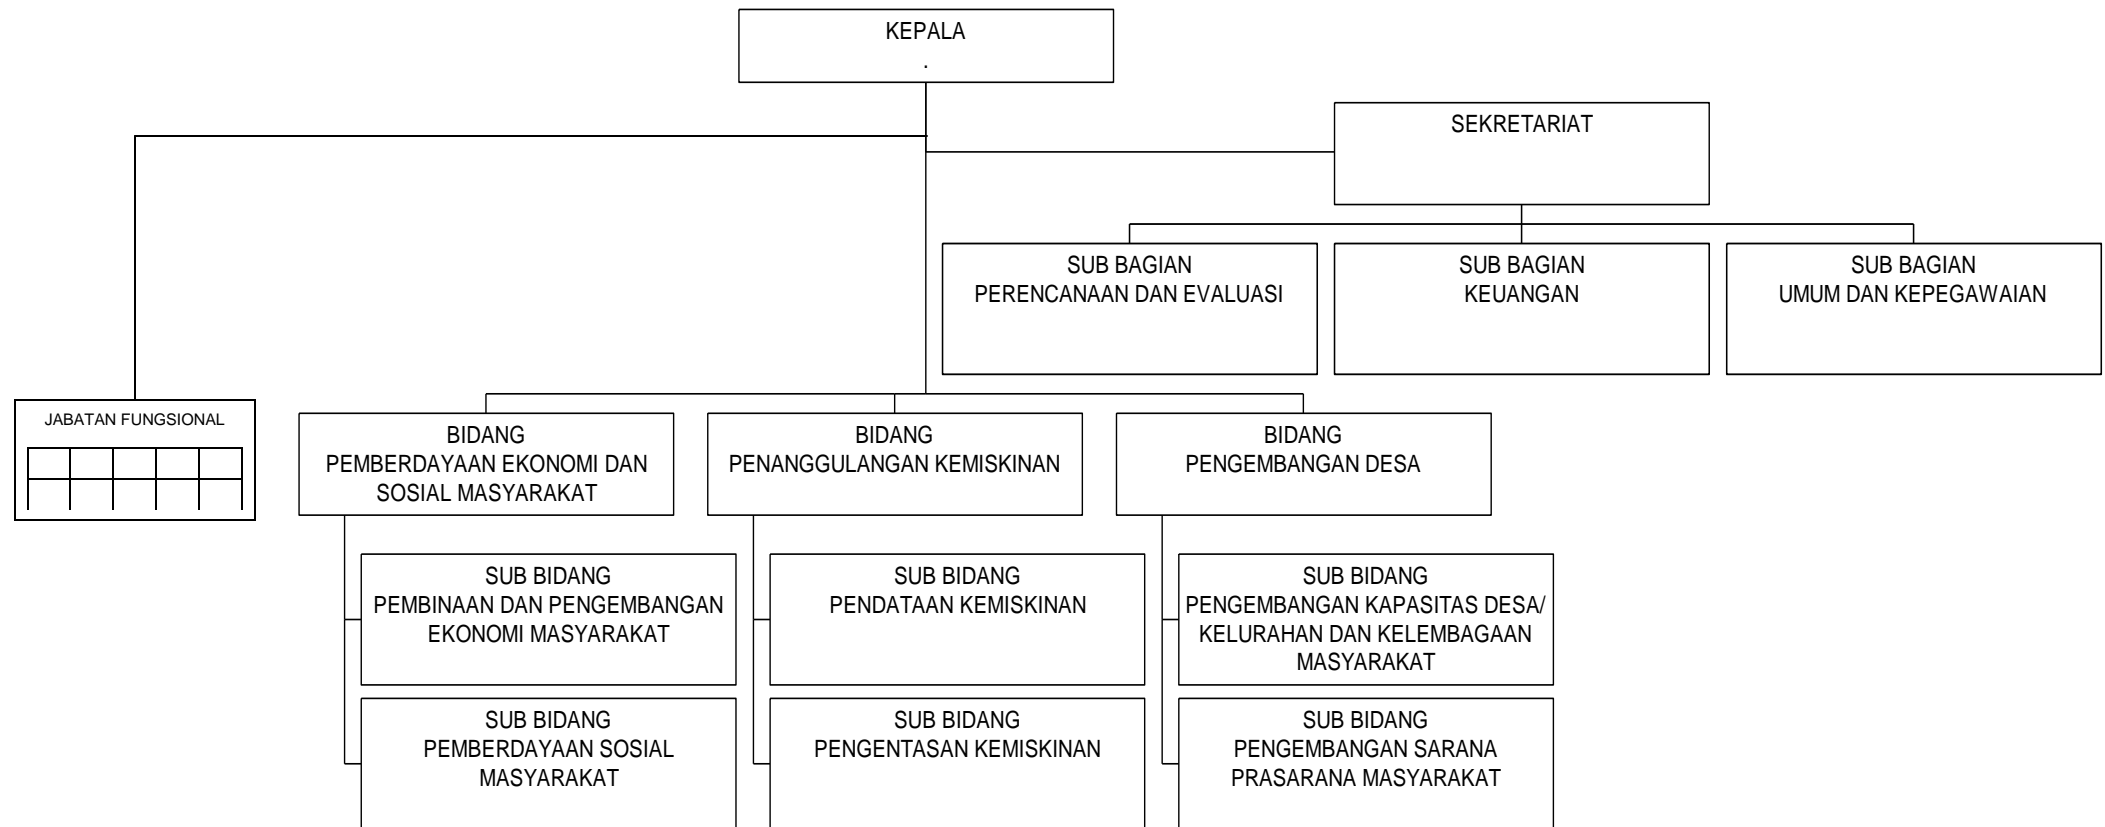 KEPALA
.
SEKRETARIAT
SUB BAGIAN
PERENCANAAN DAN EVALUASI
SUB BAGIAN
KEUANGAN
SUB BAGIAN
UMUM DAN KEPEGAWAIAN
JABATAN FUNGSIONAL
BIDANG
PEMBERDAYAAN EKONOMI DAN
SOSIAL MASYARAKAT
BIDANG
PENANGGULANGAN KEMISKINAN
BIDANG
PENGEMBANGAN DESA
SUB BIDANG
PEMBINAAN DAN PENGEMBANGAN
EKONOMI MASYARAKAT
SUB BIDANG
PENDATAAN KEMISKINAN
SUB BIDANG
PENGEMBANGAN KAPASITAS DESA/
KELURAHAN DAN KELEMBAGAAN
MASYARAKAT
SUB BIDANG
PEMBERDAYAAN SOSIAL
MASYARAKAT
SUB BIDANG
PENGENTASAN KEMISKINAN
SUB BIDANG
PENGEMBANGAN SARANA
PRASARANA MASYARAKAT